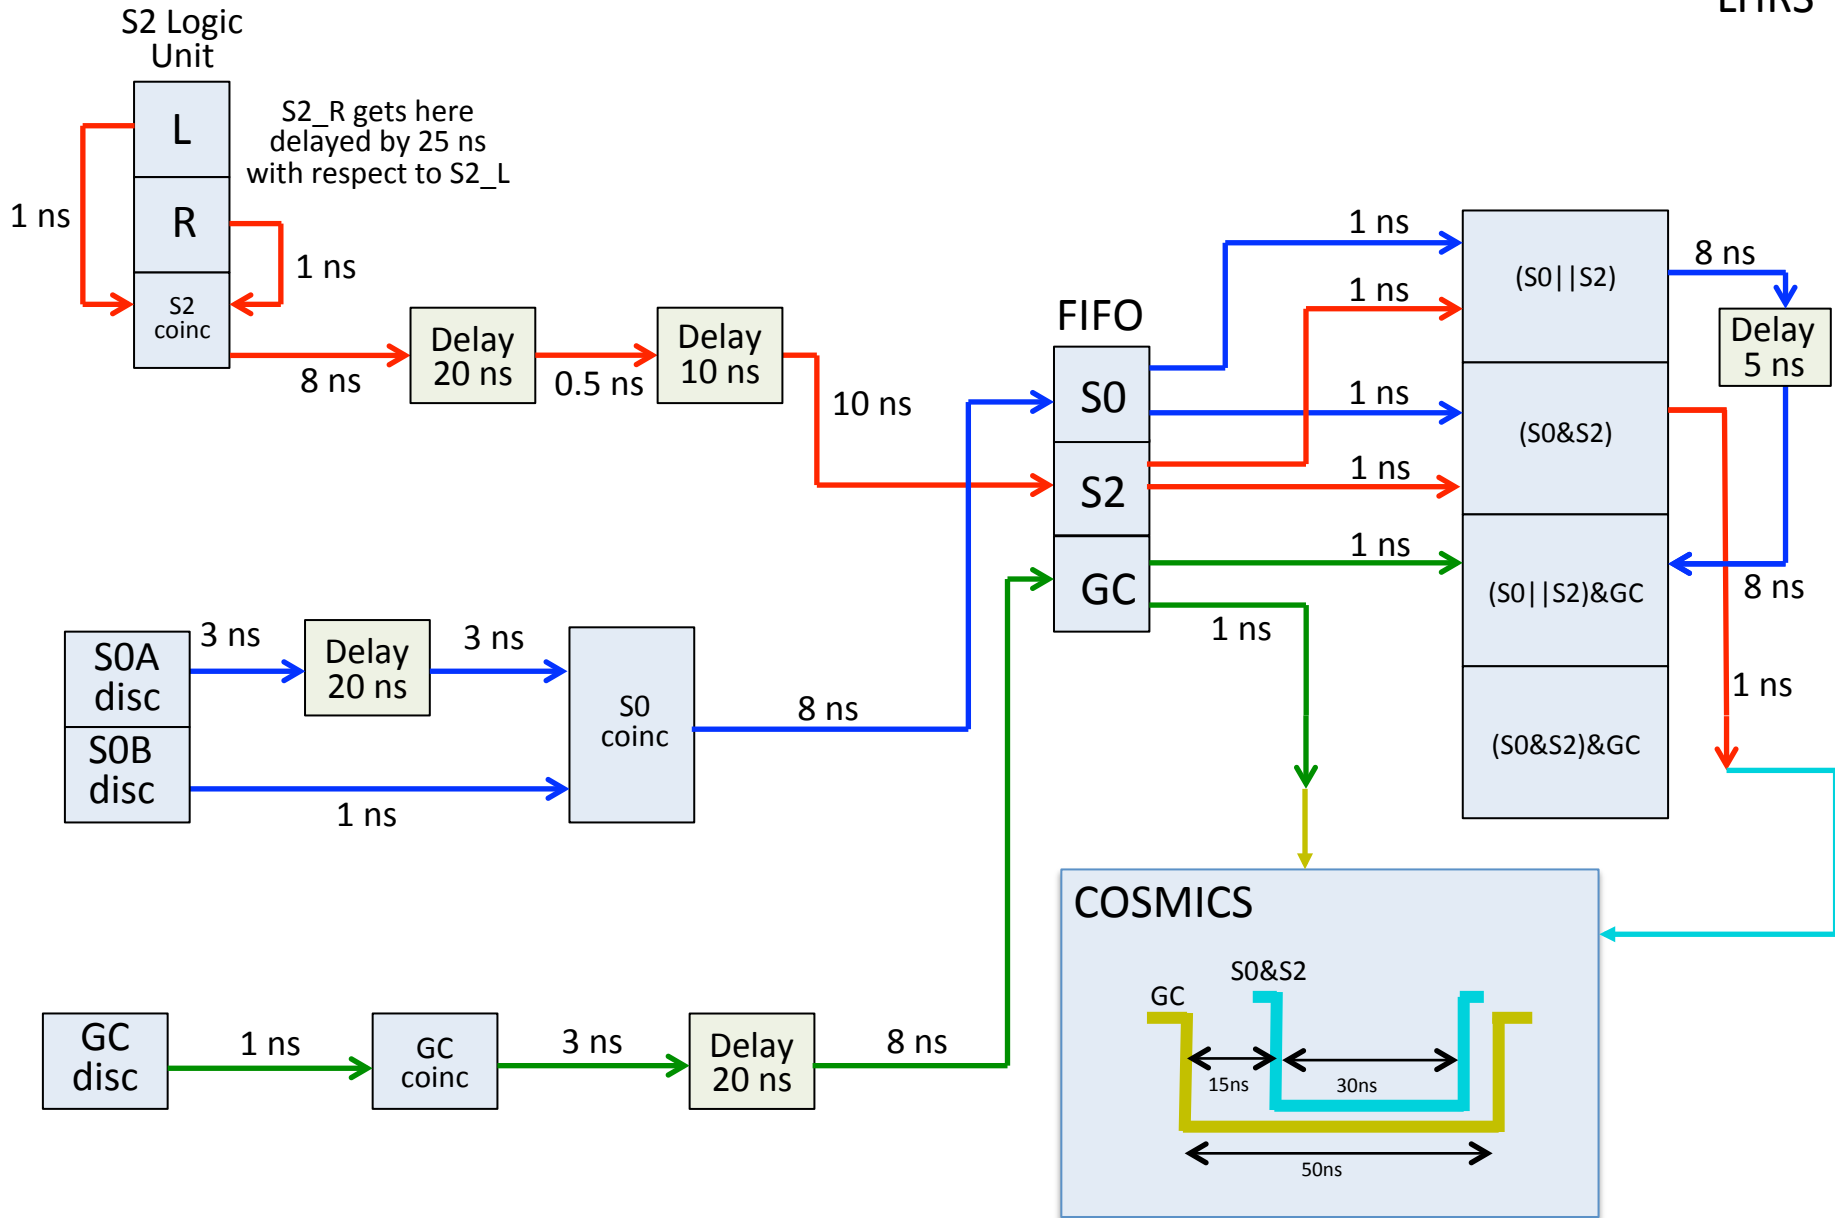 LHRS
S2 Logic
Unit
L
R
S2
coinc
S2_R gets here
delayed by 25 ns
with respect to S2_L
1 ns
1 ns
8 ns
Delay
20 ns
0.5 ns
Delay
10 ns
10 ns
FIFO
S0
S2
GC
1 ns
1 ns
1 ns
1 ns
1 ns
1 ns
(S0||S2)
(S0&S2)
(S0||S2)&GC
(S0&S2)&GC
8 ns
Delay
5 ns
8 ns
1 ns
S0A
disc
S0B
disc
3 ns
Delay
20 ns
3 ns
1 ns
S0
coinc
8 ns
GC
disc
1 ns
GC
coinc
3 ns
Delay
20 ns
8 ns
COSMICS
S0&S2
GC
15ns
30ns
50ns